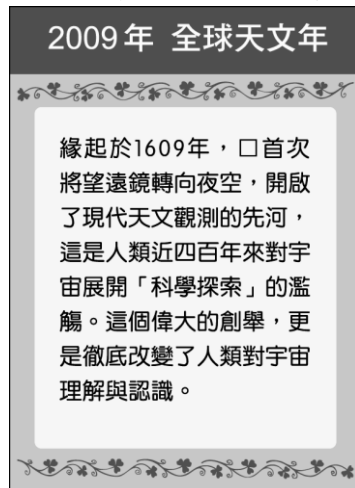 2009年 全球天文年
緣起於1609年，□首次
將望遠鏡轉向夜空，開啟
了現代天文觀測的先河，
這是人類近四百年來對宇
宙展開「科學探索」的濫
觴。這個偉大的創舉，更
是徹底改變了人類對宇宙
理解與認識。